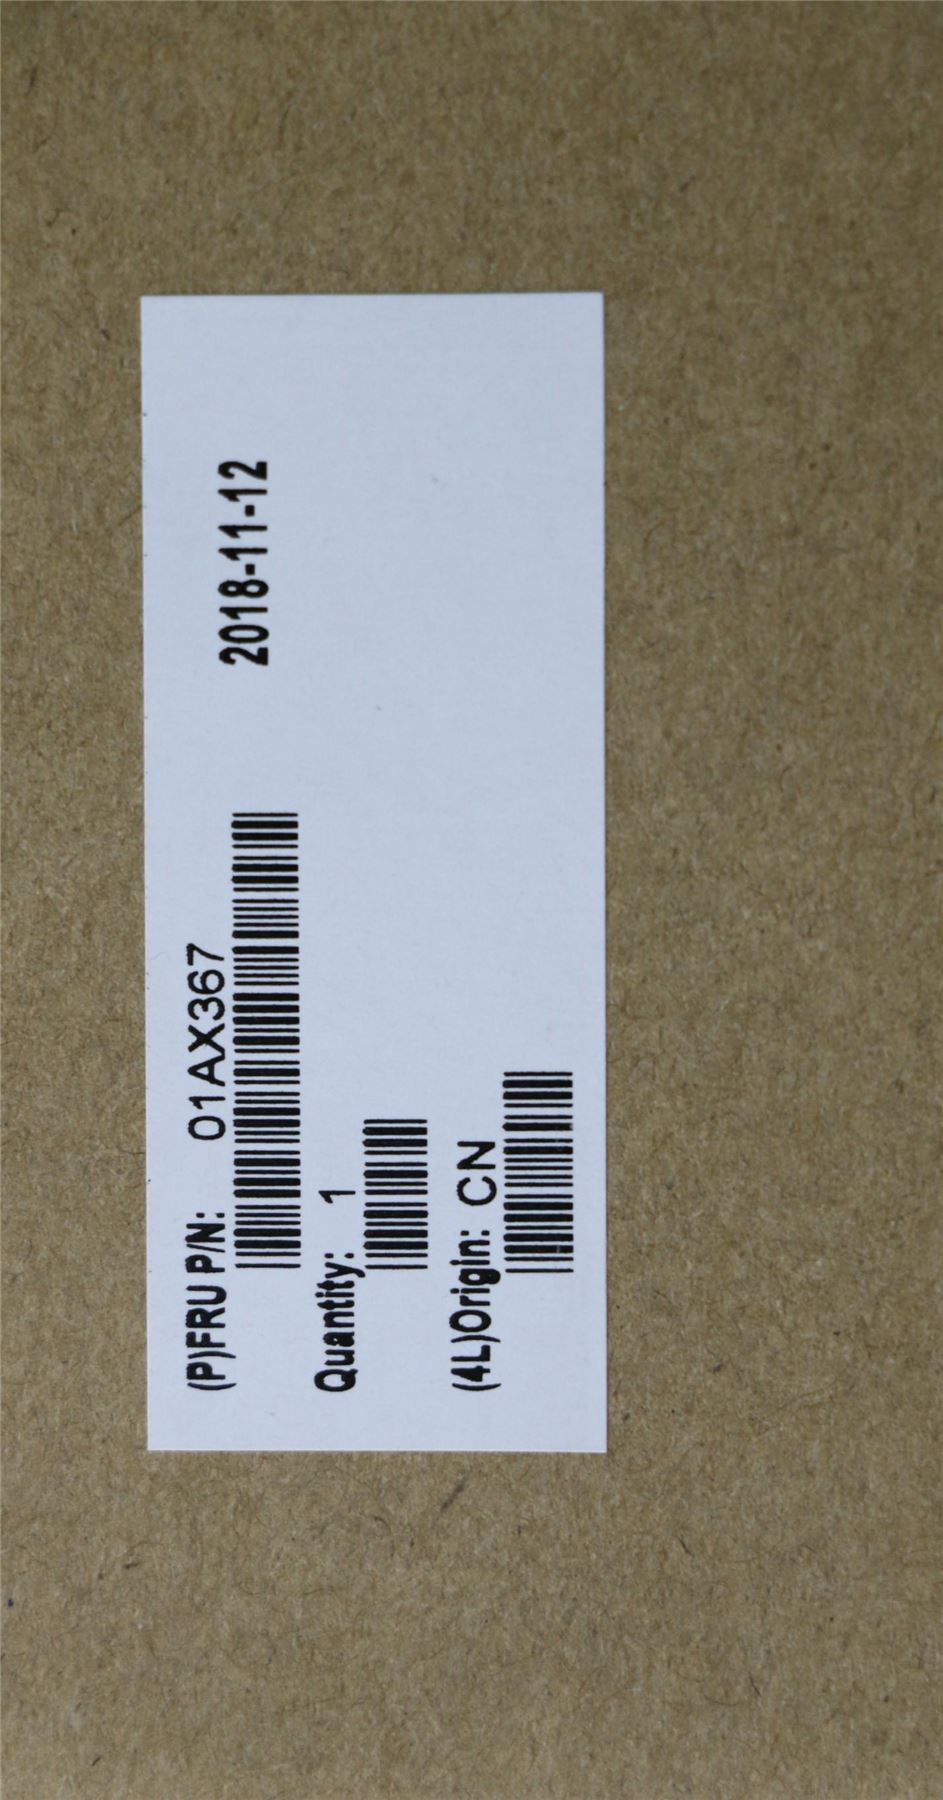 (P)FRU P/N: 01AX367
2018-11-12
Quantity: 1
(4L)Origin: CN